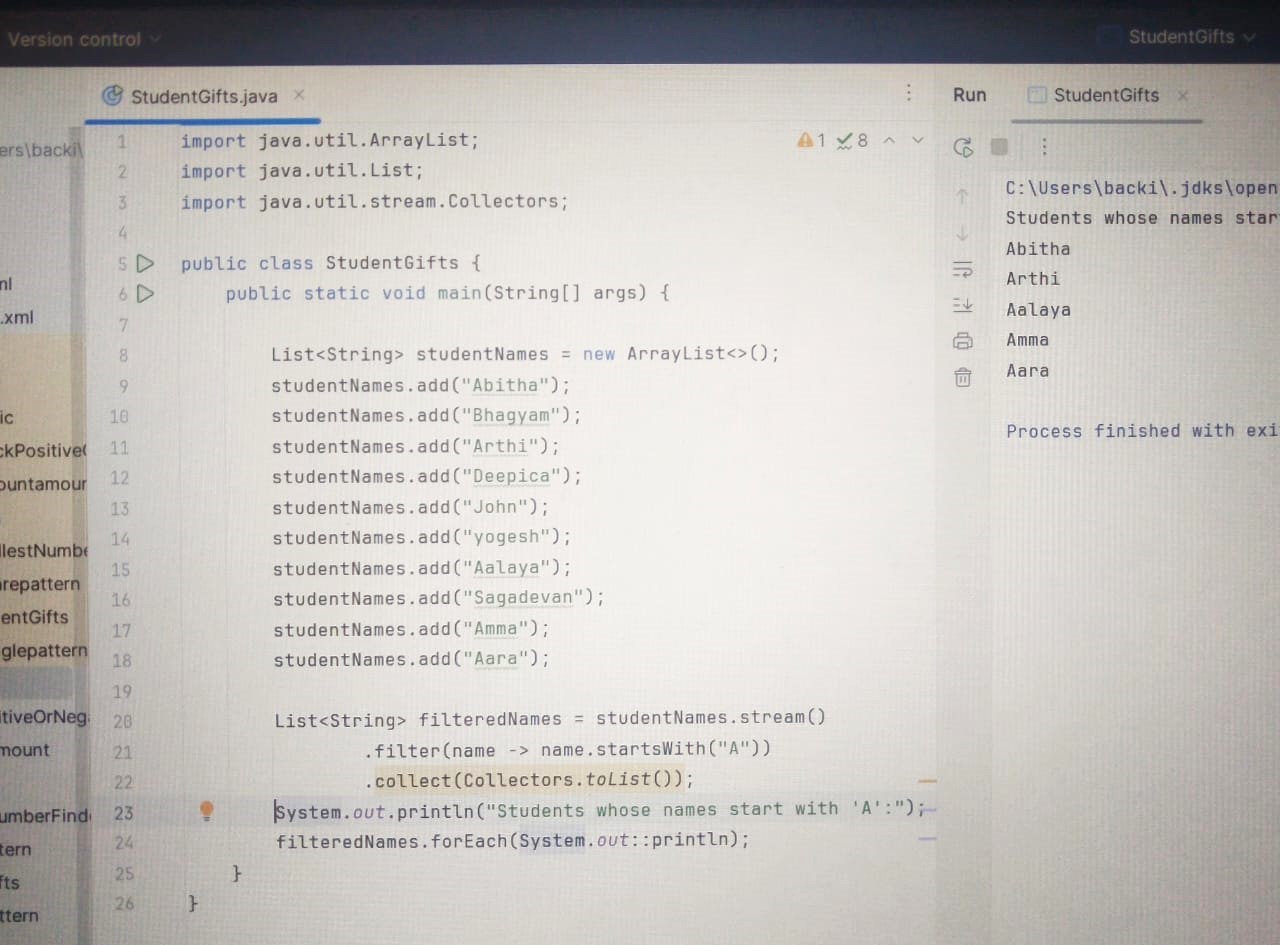 Version control
StudentGifts
StudentGifts.java
Run
StudentGifts
1 8
ers\backi\
ml
.xml
ic
ckPositive
ountamour
llestNumbe
arepattern
entGifts
glepattern
itiveOrNeg
mount
umberFind
tern
fts
ttern
1 import java.util.ArrayList;
2 import java.util.List;
3 import java.util.stream.Collectors;
4
5 public class StudentGifts {
6 public static void main(String[] args) {
7
8 List<String> studentNames = new ArrayList<>();
9 studentNames.add("Abitha");
10 studentNames.add("Bhagyam");
11 studentNames.add("Arthi");
12 studentNames.add("Deepica");
13 studentNames.add("John");
14 studentNames.add("yogesh");
15 studentNames.add("Aalaya");
16 studentNames.add("Sagadevan");
17 studentNames.add("Amma");
18 studentNames.add("Aara");
19
20 List<String> filteredNames = studentNames.stream()
21 .filter(name -> name.startsWith("A"))
22 .collect(Collectors.toList());
23 System.out.println("Students whose names start with 'A':");
24 filteredNames.forEach(System.out::println);
25 }
26 }
C:\Users\backi\.jdks\open
Students whose names star
Abitha
Arthi
Aalaya
Amma
Aara
Process finished with exi